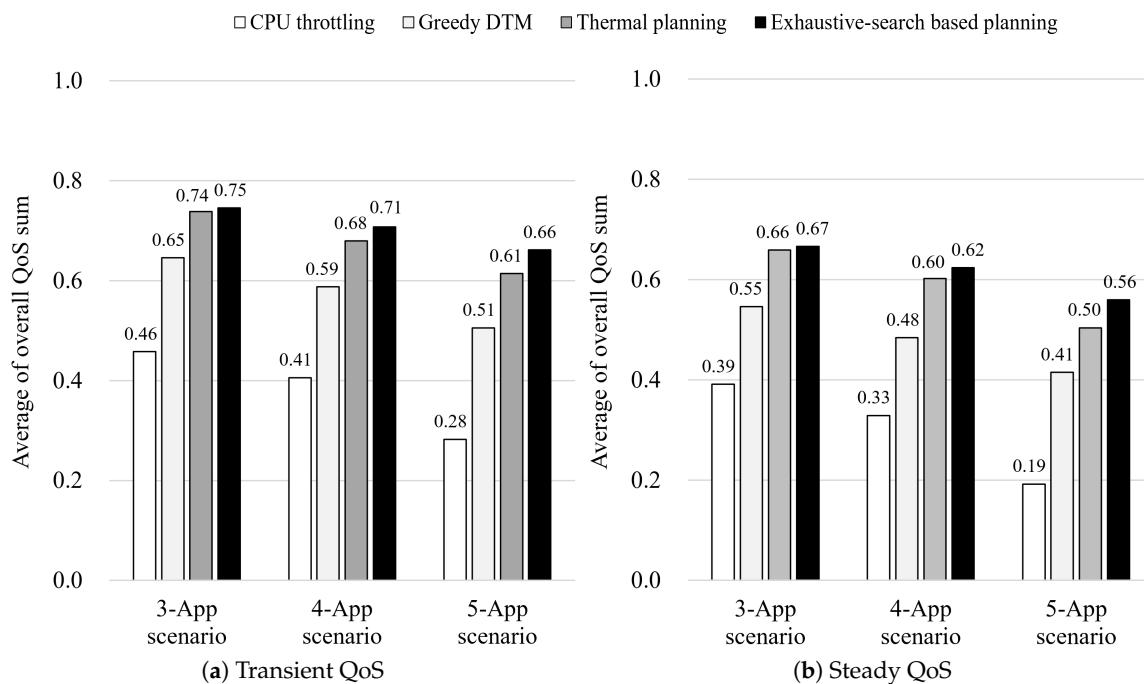 CPU throttling Greedy DTM Thermal planning Exhaustive-search based planning
Average of overall QoS sum
1.0
0.8
0.6
0.4
0.2
0.0
0.46
0.65
0.74
0.75
0.41
0.59
0.68
0.71
0.28
0.51
0.61
0.66
3-App
scenario
4-App
scenario
5-App
scenario
(a) Transient QoS
Average of overall QoS sum
1.0
0.8
0.6
0.4
0.2
0.0
0.39
0.55
0.66
0.67
0.33
0.48
0.60
0.62
0.19
0.41
0.50
0.56
3-App
scenario
4-App
scenario
5-App
scenario
(b) Steady QoS